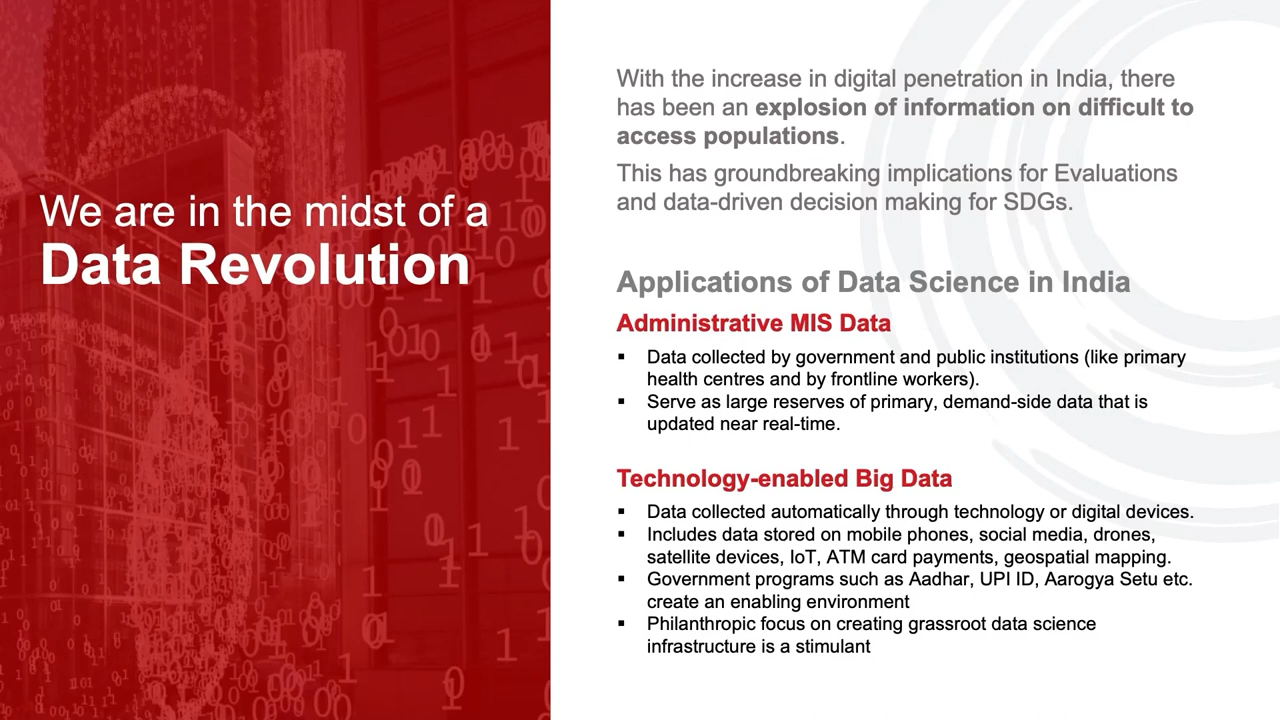 We are in the midst of a
Data Revolution
With the increase in digital penetration in India, there
has been an explosion of information on difficult to
access populations.
This has groundbreaking implications for Evaluations
and data-driven decision making for SDGs.
Applications of Data Science in India
Administrative MIS Data
▪ Data collected by government and public institutions (like primary
health centres and by frontline workers).
▪ Serve as large reserves of primary, demand-side data that is
updated near real-time.
Technology-enabled Big Data
▪ Data collected automatically through technology or digital devices.
▪ Includes data stored on mobile phones, social media, drones,
satellite devices, IoT, ATM card payments, geospatial mapping.
▪ Government programs such as Aadhar, UPI ID, Aarogya Setu etc.
create an enabling environment
▪ Philanthropic focus on creating grassroot data science
infrastructure is a stimulant